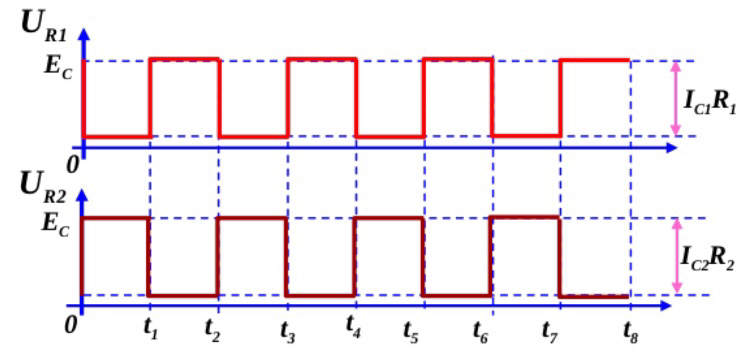 U_R1
E_C
I_C1R_1
0
U_R2
E_C
I_C2R_2
0 t_1 t_2 t_3 t_4 t_5 t_6 t_7 t_8